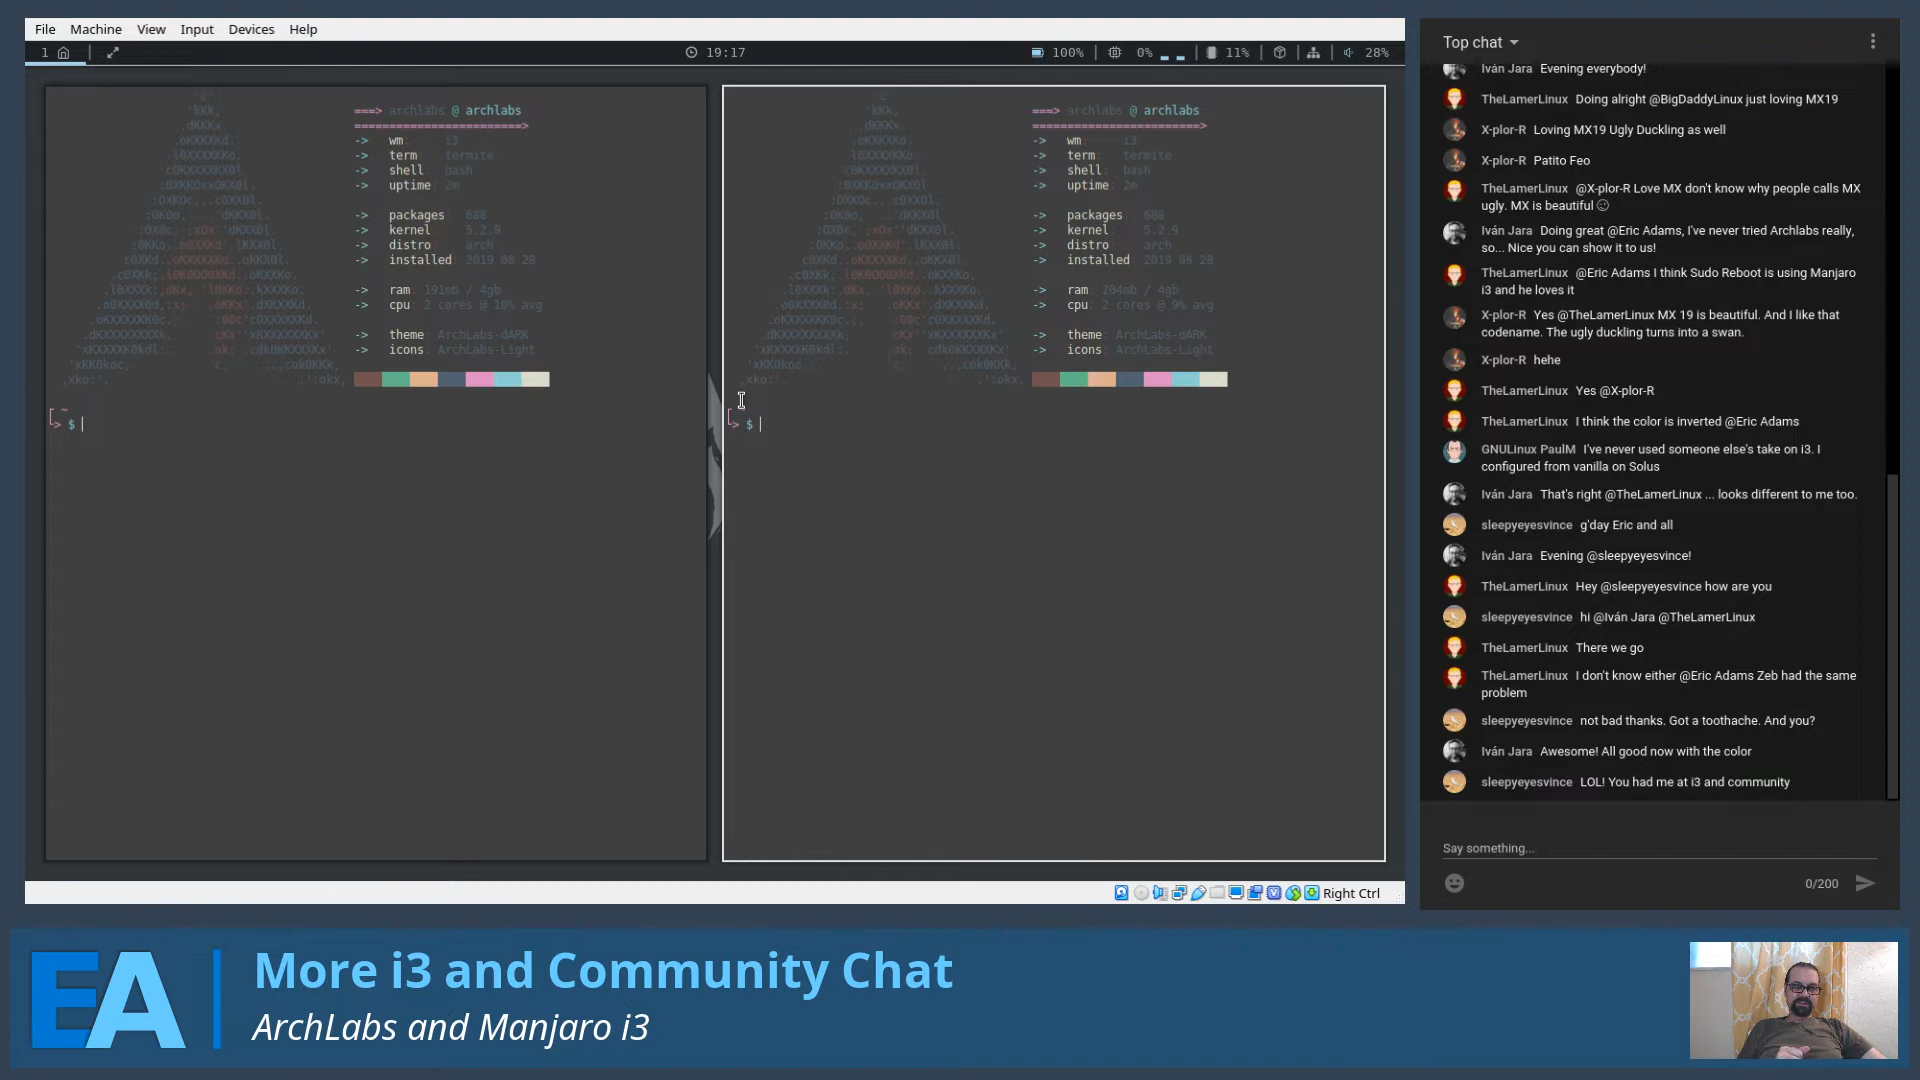 File Machine View Input Devices Help
1 19:17 100% 0% 11% 28%
===> archlabs @ archlabs
========================>
-> wm: i3
-> term: termite
-> shell: bash
-> uptime: 2m
-> packages: 688
-> kernel: 5.2.9
-> distro: arch
-> installed: 2019 08 28
-> ram: 191mb / 4gb
-> cpu: 2 cores @ 10% avg
-> theme: ArchLabs-dARK
-> icons: ArchLabs-Light
~
> $
===> archlabs @ archlabs
========================>
-> wm: i3
-> term: termite
-> shell: bash
-> uptime: 2m
-> packages: 688
-> kernel: 5.2.9
-> distro: arch
-> installed: 2019 08 28
-> ram: 204mb / 4gb
-> cpu: 2 cores @ 9% avg
-> theme: ArchLabs-dARK
-> icons: ArchLabs-Light
> $
Right Ctrl
Top chat
Iván Jara Evening everybody!
TheLamerLinux Doing alright @BigDaddyLinux just loving MX19
X-plor-R Loving MX19 Ugly Duckling as well
X-plor-R Patito Feo
TheLamerLinux @X-plor-R Love MX don't know why people calls MX
ugly. MX is beautiful
Iván Jara Doing great @Eric Adams, I've never tried Archlabs really,
so... Nice you can show it to us!
TheLamerLinux @Eric Adams I think Sudo Reboot is using Manjaro
i3 and he loves it
X-plor-R Yes @TheLamerLinux MX 19 is beautiful. And I like that
codename. The ugly duckling turns into a swan.
X-plor-R hehe
TheLamerLinux Yes @X-plor-R
TheLamerLinux I think the color is inverted @Eric Adams
GNULinux PaulM I've never used someone else's take on i3. I
configured from vanilla on Solus
Iván Jara That's right @TheLamerLinux ... looks different to me too.
sleepyeyesvince g'day Eric and all
Iván Jara Evening @sleepyeyesvince!
TheLamerLinux Hey @sleepyeyesvince how are you
sleepyeyesvince hi @Iván Jara @TheLamerLinux
TheLamerLinux There we go
TheLamerLinux I don't know either @Eric Adams Zeb had the same
problem
sleepyeyesvince not bad thanks. Got a toothache. And you?
Iván Jara Awesome! All good now with the color
sleepyeyesvince LOL! You had me at i3 and community
Say something...
0/200
EA
More i3 and Community Chat
ArchLabs and Manjaro i3